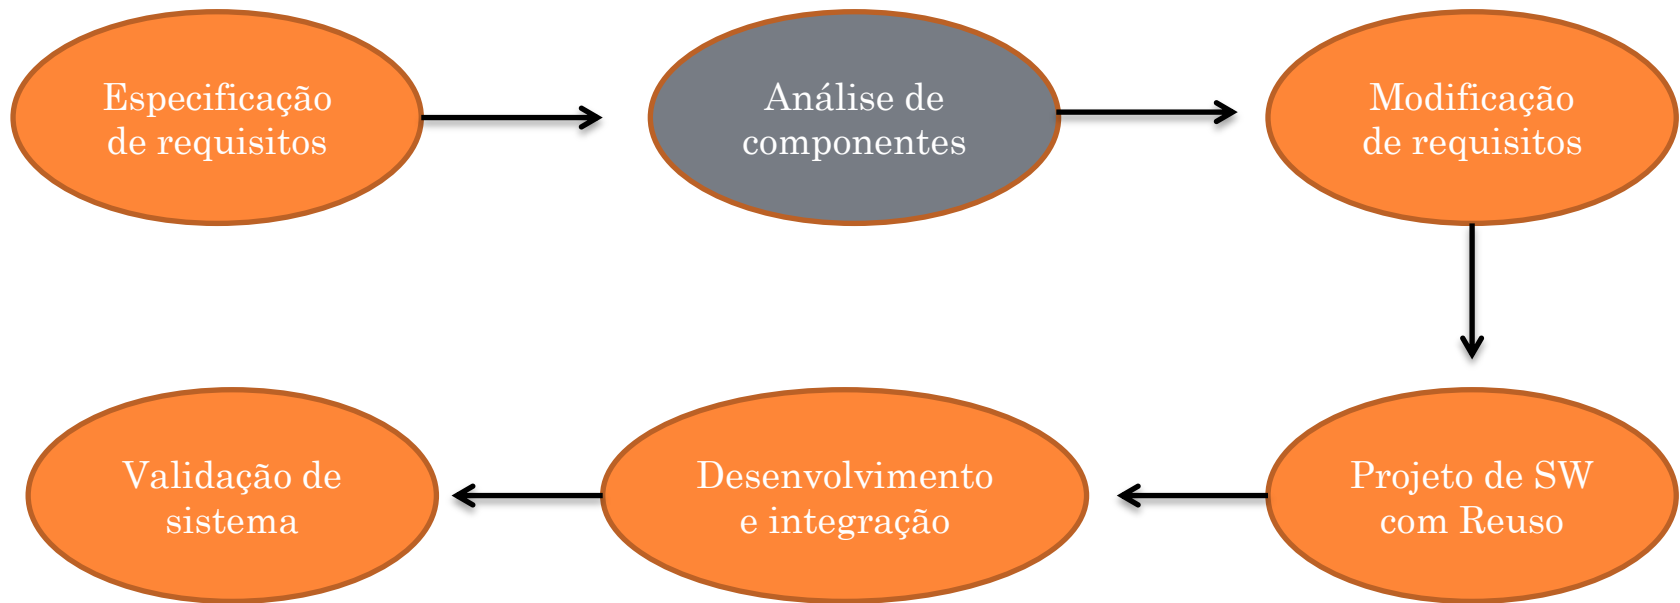 Especificação
de requisitos
Análise de
componentes
Modificação
de requisitos
Projeto de SW
com Reuso
Desenvolvimento
e integração
Validação de
sistema